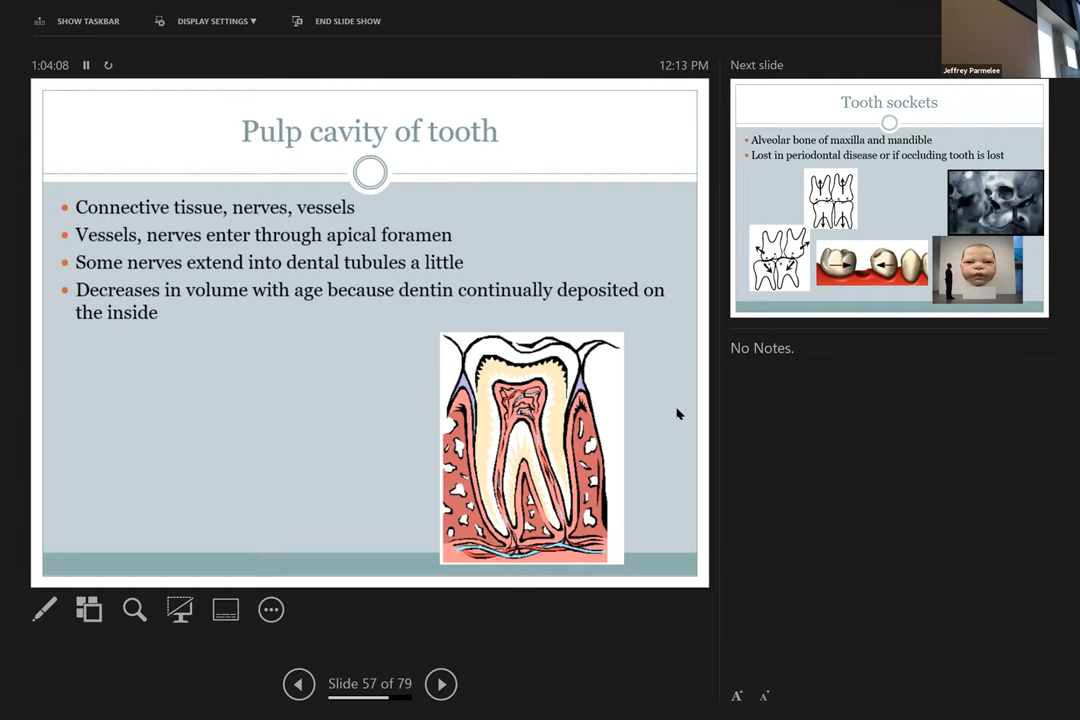 SHOW TASKBAR
DISPLAY SETTINGS ▼
END SLIDE SHOW
Jeffrey Parmelee
1:04:08
12:13 PM
Next slide
Pulp cavity of tooth
• Connective tissue, nerves, vessels
• Vessels, nerves enter through apical foramen
• Some nerves extend into dental tubules a little
• Decreases in volume with age because dentin continually deposited on
the inside
Tooth sockets
• Alveolar bone of maxilla and mandible
• Lost in periodontal disease or if occluding tooth is lost
No Notes.
Slide 57 of 79
A A